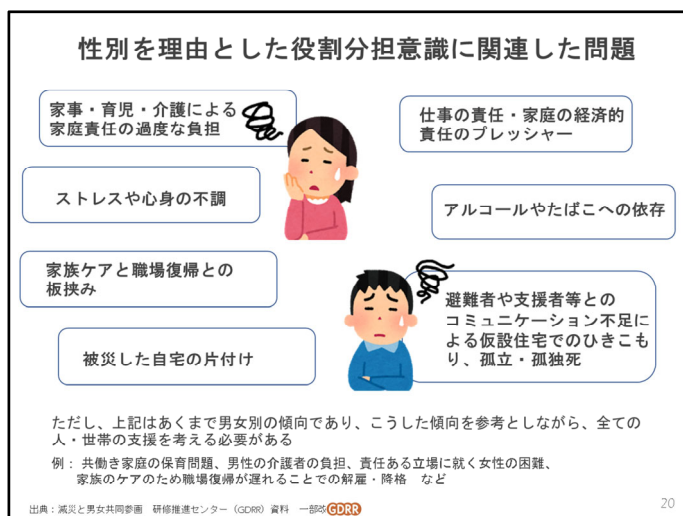 性別を理由とした役割分担意識に関連した問題
家事・育児・介護による
家庭責任の過度な負担
ストレスや心身の不調
家族ケアと職場復帰との
板挟み
被災した自宅の片付け
仕事の責任・家庭の経済的
責任のプレッシャー
アルコールやたばこへの依存
避難者や支援者等との
コミュニケーション不足に
よる仮設住宅でのひきこも
り、孤立・孤独死
ただし、上記はあくまで男女別の傾向であり、こうした傾向を参考としながら、全ての
人・世帯の支援を考える必要がある
例： 共働き家庭の保育問題、男性の介護者の負担、責任ある立場に就く女性の困難、
家族のケアのため職場復帰が遅れることでの解雇・降格 など
出典：減災と男女共同参画 研修推進センター（GDRR）資料 一部改 GDRR
20